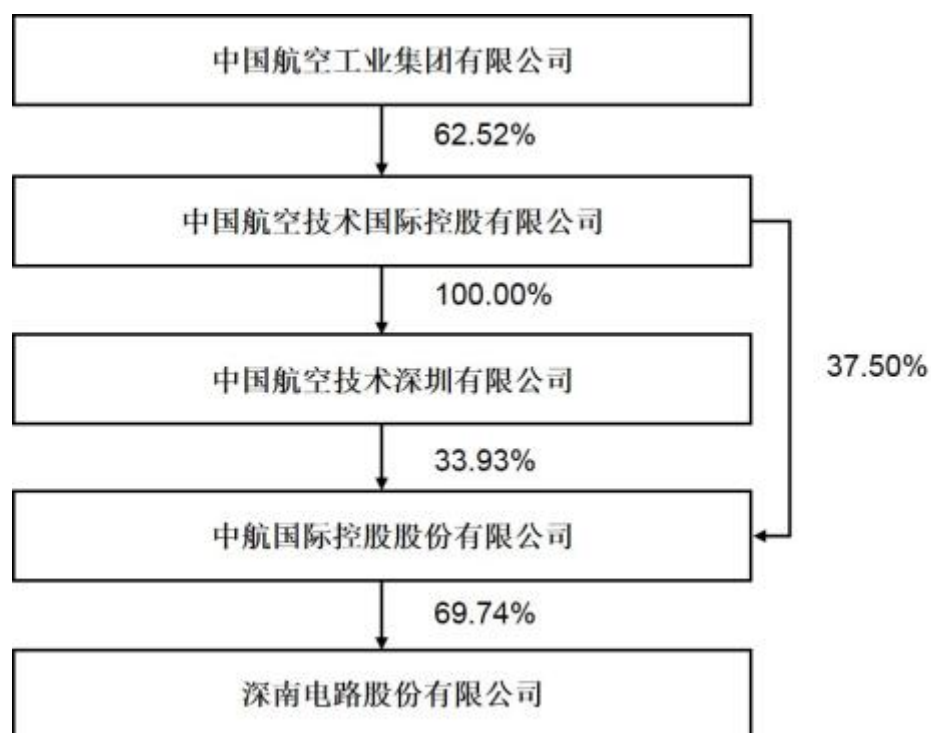 中国航空工业集团有限公司
62.52%
中国航空技术国际控股有限公司
100.00%
37.50%
中国航空技术深圳有限公司
33.93%
中航国际控股股份有限公司
69.74%
深南电路股份有限公司